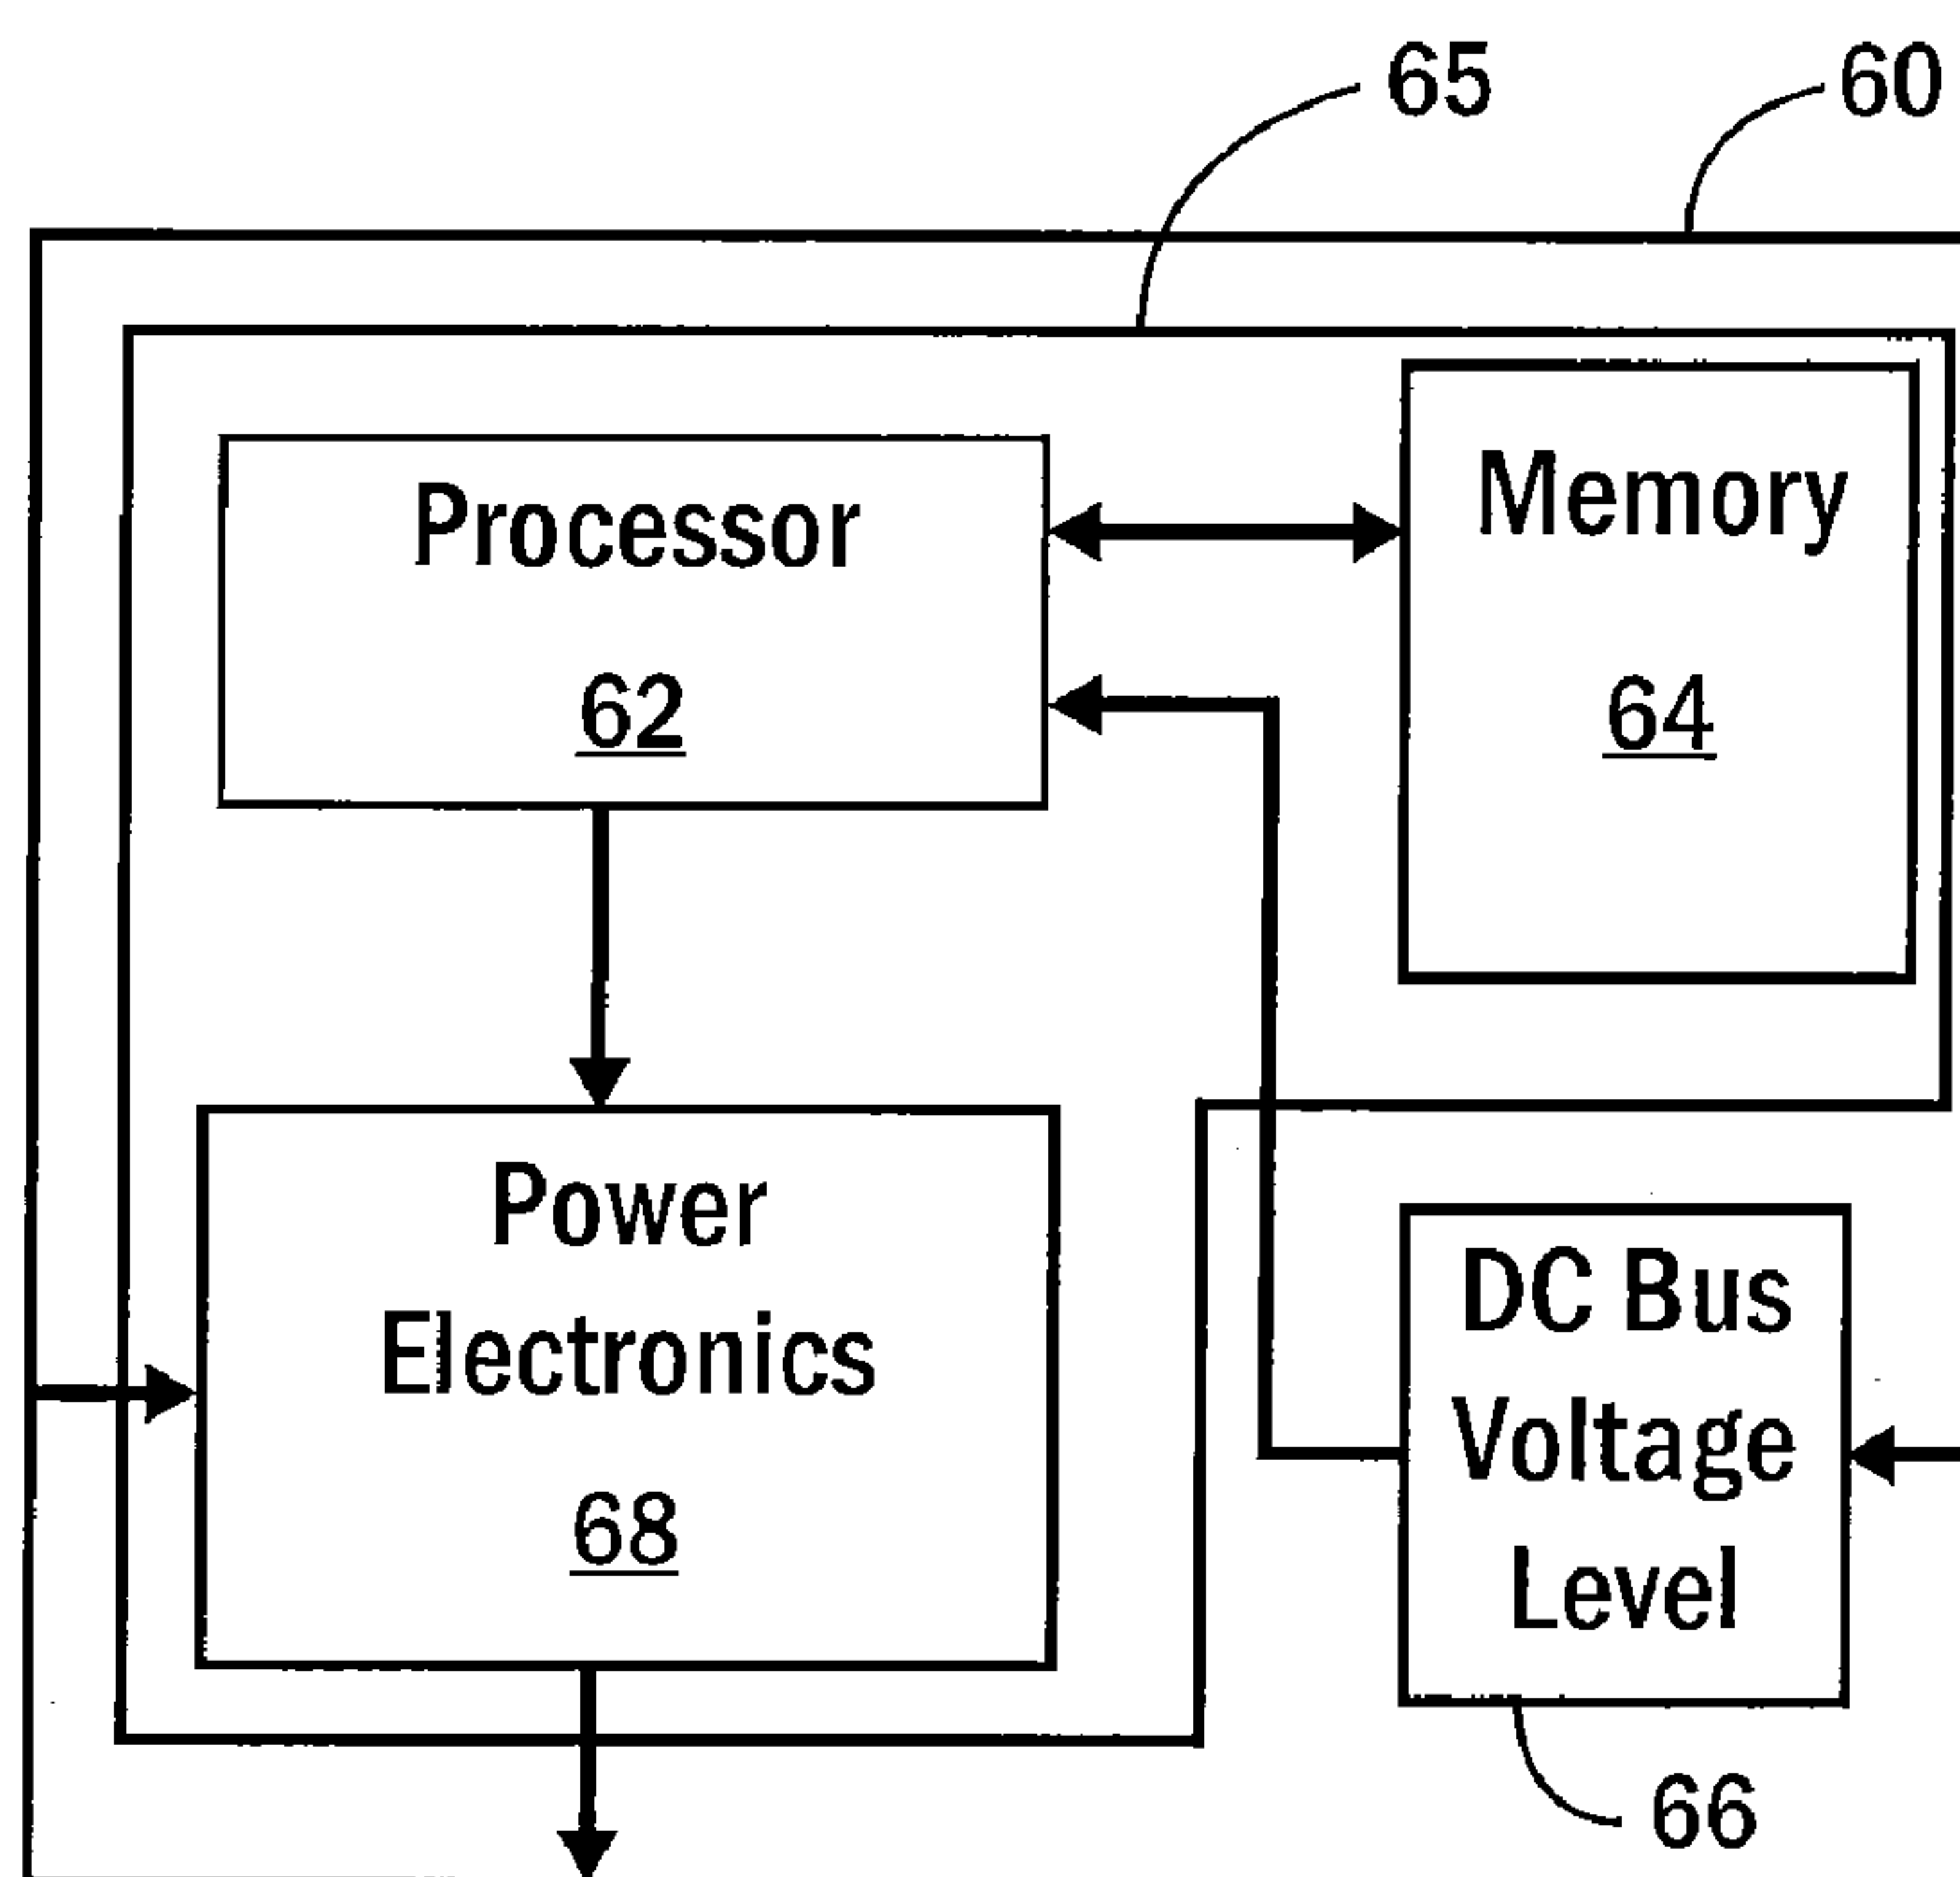 65
60
Processor
62
Memory
64
Power
Electronics
68
DC Bus
Voltage
Level
66